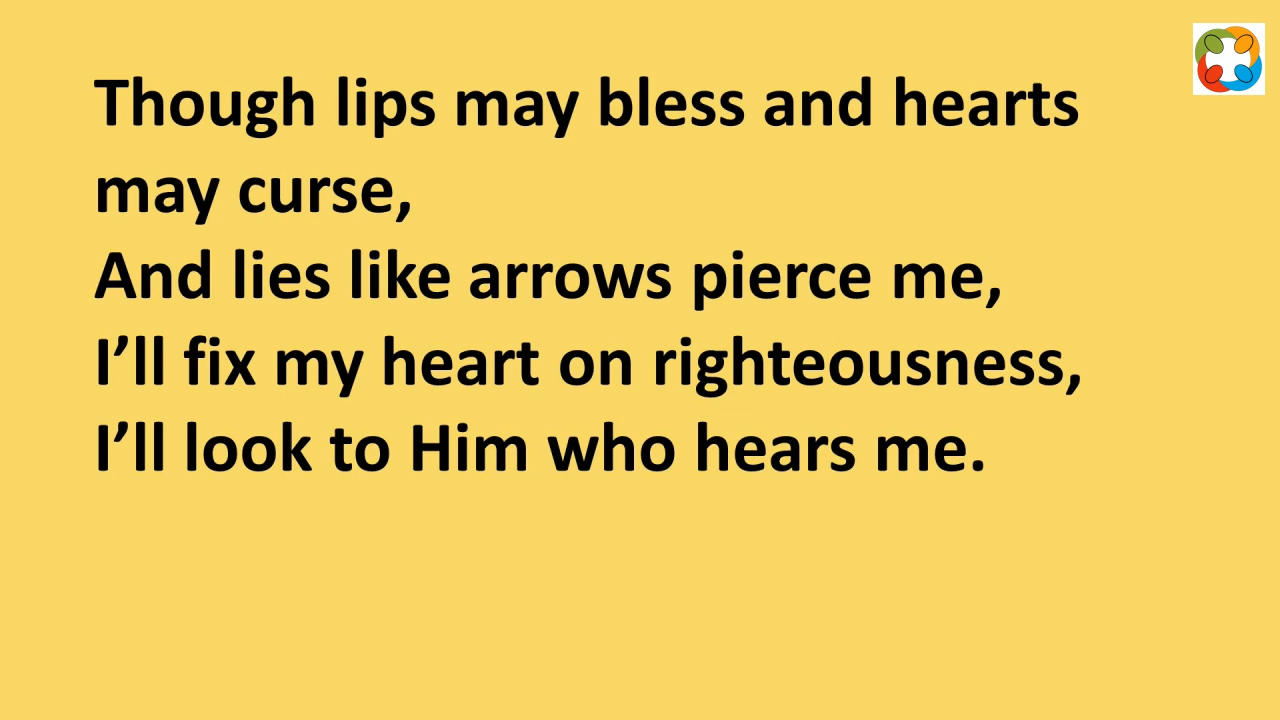 Though lips may bless and hearts
may curse,
And lies like arrows pierce me,
I’ll fix my heart on righteousness,
I’ll look to Him who hears me.